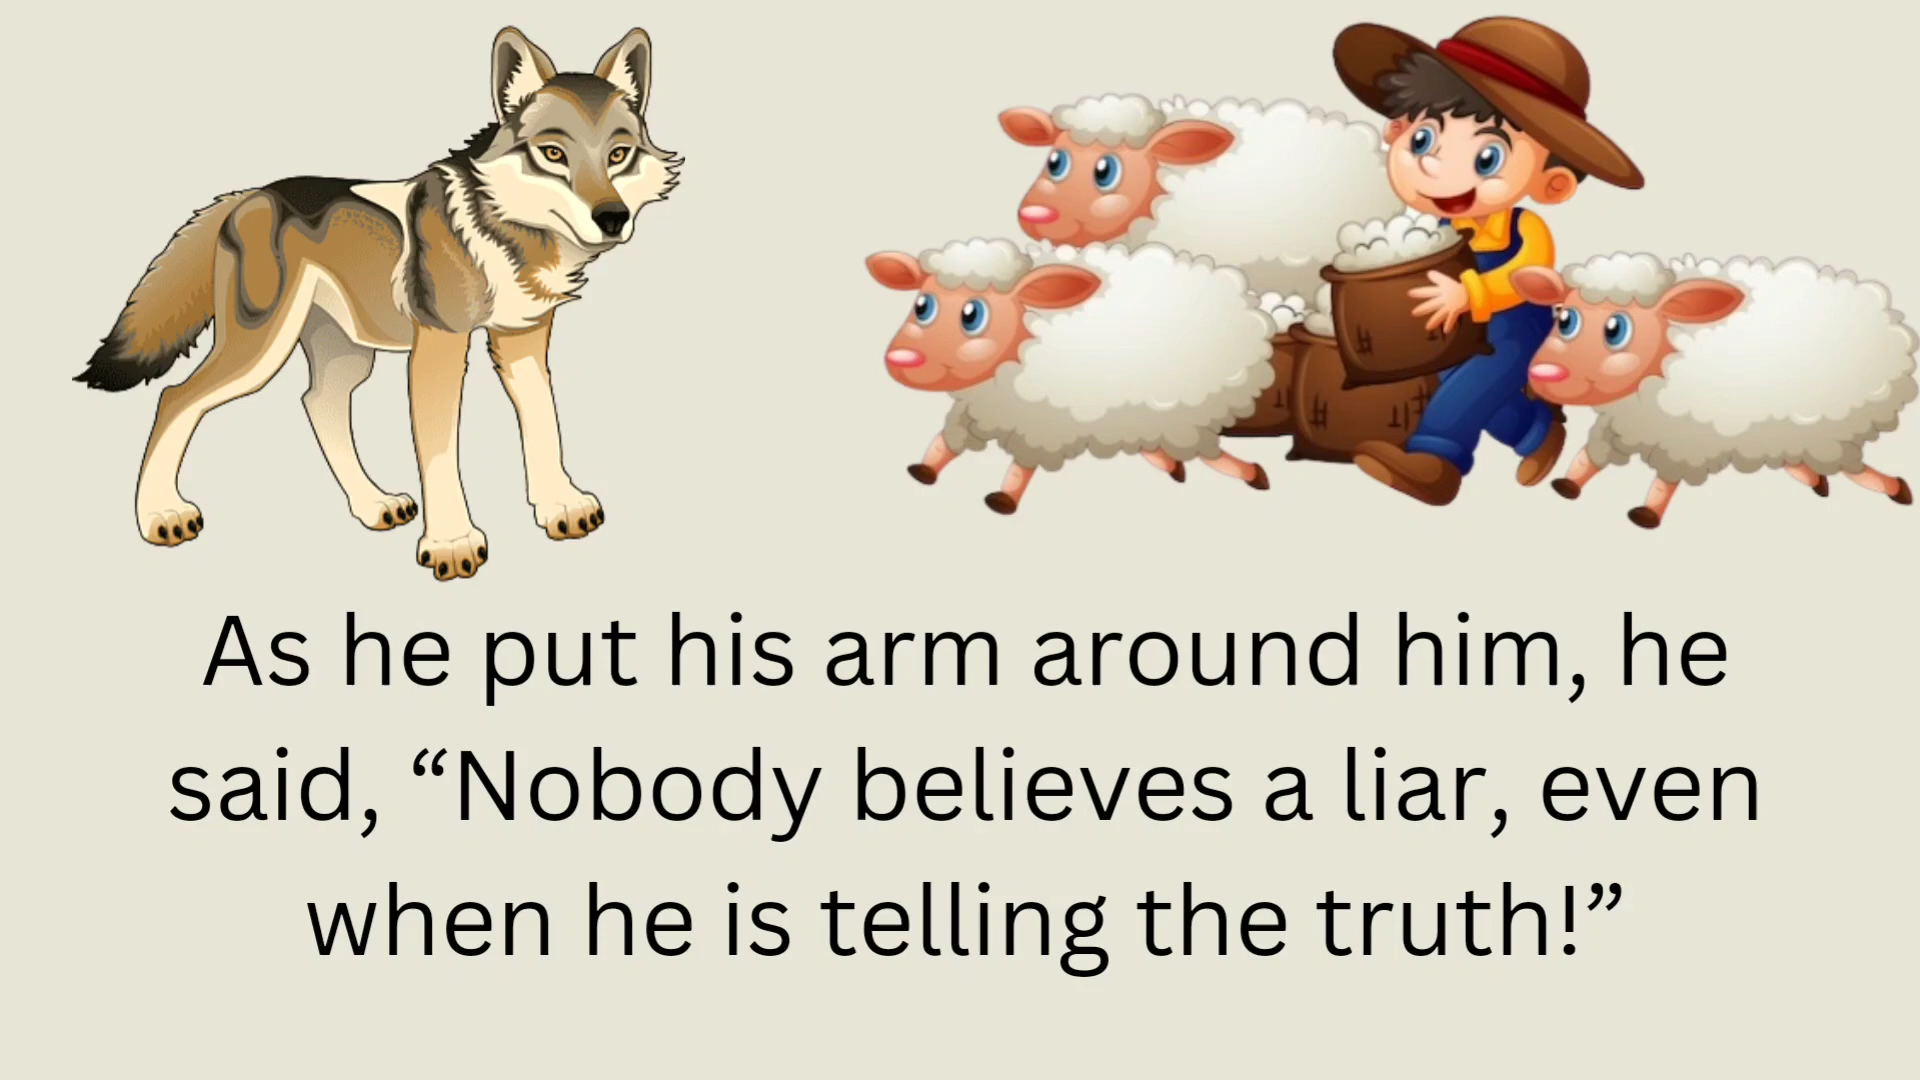 As he put his arm around him, he
said, “Nobody believes a liar, even
when he is telling the truth!”